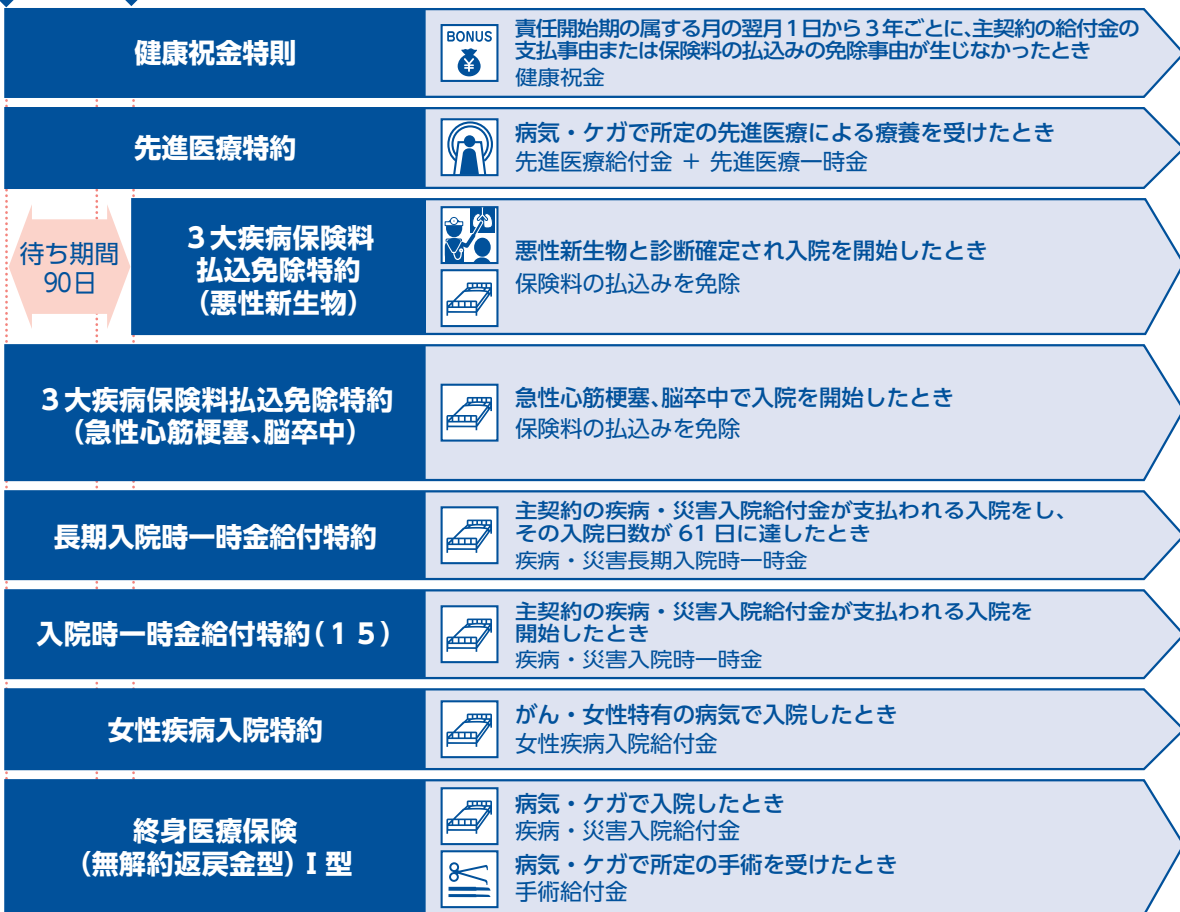 健康祝金特則
BONUS
¥
責任開始期の属する月の翌月1日から3年ごとに、主契約の給付金の
支払事由または保険料の払込みの免除事由が生じなかったとき
健康祝金
先進医療特約
病気・ケガで所定の先進医療による療養を受けたとき
先進医療給付金 + 先進医療一時金
待ち期間
90日
3大疾病保険料
払込免除特約
(悪性新生物)
悪性新生物と診断確定され入院を開始したとき
保険料の払込みを免除
3大疾病保険料払込免除特約
(急性心筋梗塞、脳卒中)
急性心筋梗塞、脳卒中で入院を開始したとき
保険料の払込みを免除
長期入院時一時金給付特約
主契約の疾病・災害入院給付金が支払われる入院をし、
その入院日数が 61 日に達したとき
疾病・災害長期入院時一時金
入院時一時金給付特約(15)
主契約の疾病・災害入院給付金が支払われる入院を
開始したとき
疾病・災害入院時一時金
女性疾病入院特約
がん・女性特有の病気で入院したとき
女性疾病入院給付金
終身医療保険
(無解約返戻金型)Ⅰ型
病気・ケガで入院したとき
疾病・災害入院給付金
病気・ケガで所定の手術を受けたとき
手術給付金